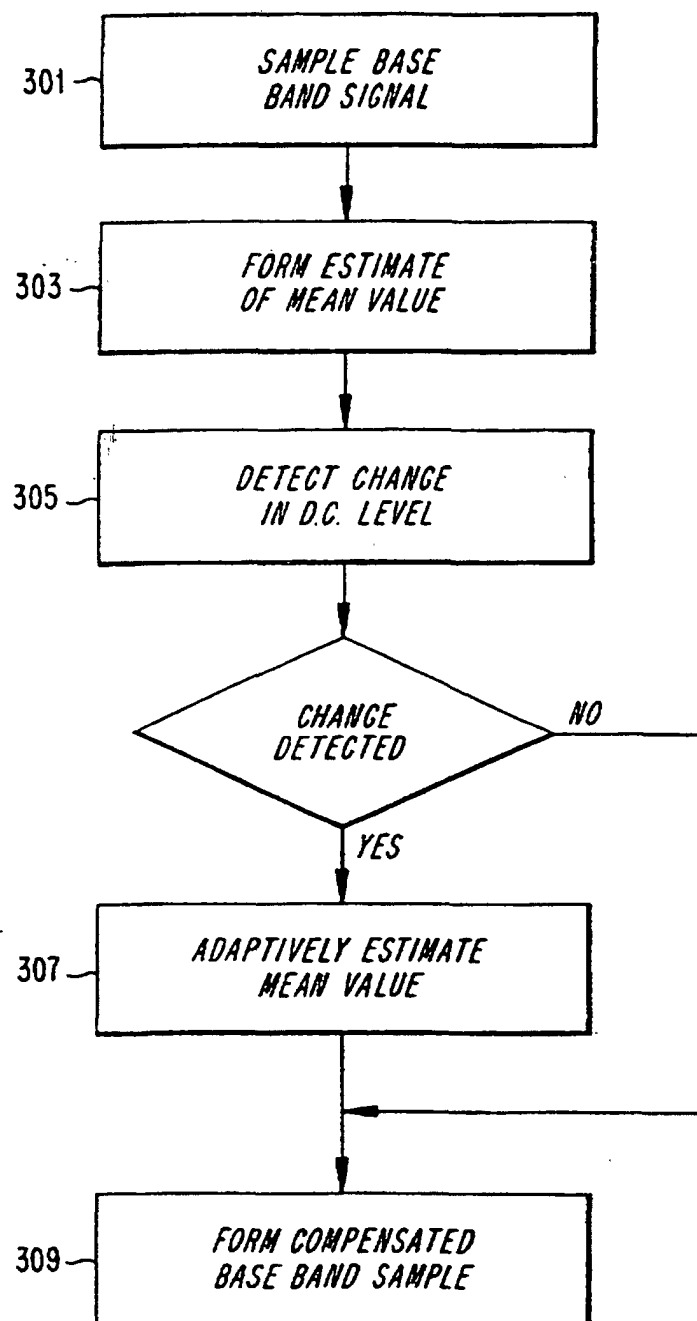 301
SAMPLE BASE
BAND SIGNAL
303
FORM ESTIMATE
OF MEAN VALUE
305
DETECT CHANGE
IN D.C. LEVEL
CHANGE
DETECTED
NO
YES
307
ADAPTIVELY ESTIMATE
MEAN VALUE
309
FORM COMPENSATED
BASE BAND SAMPLE